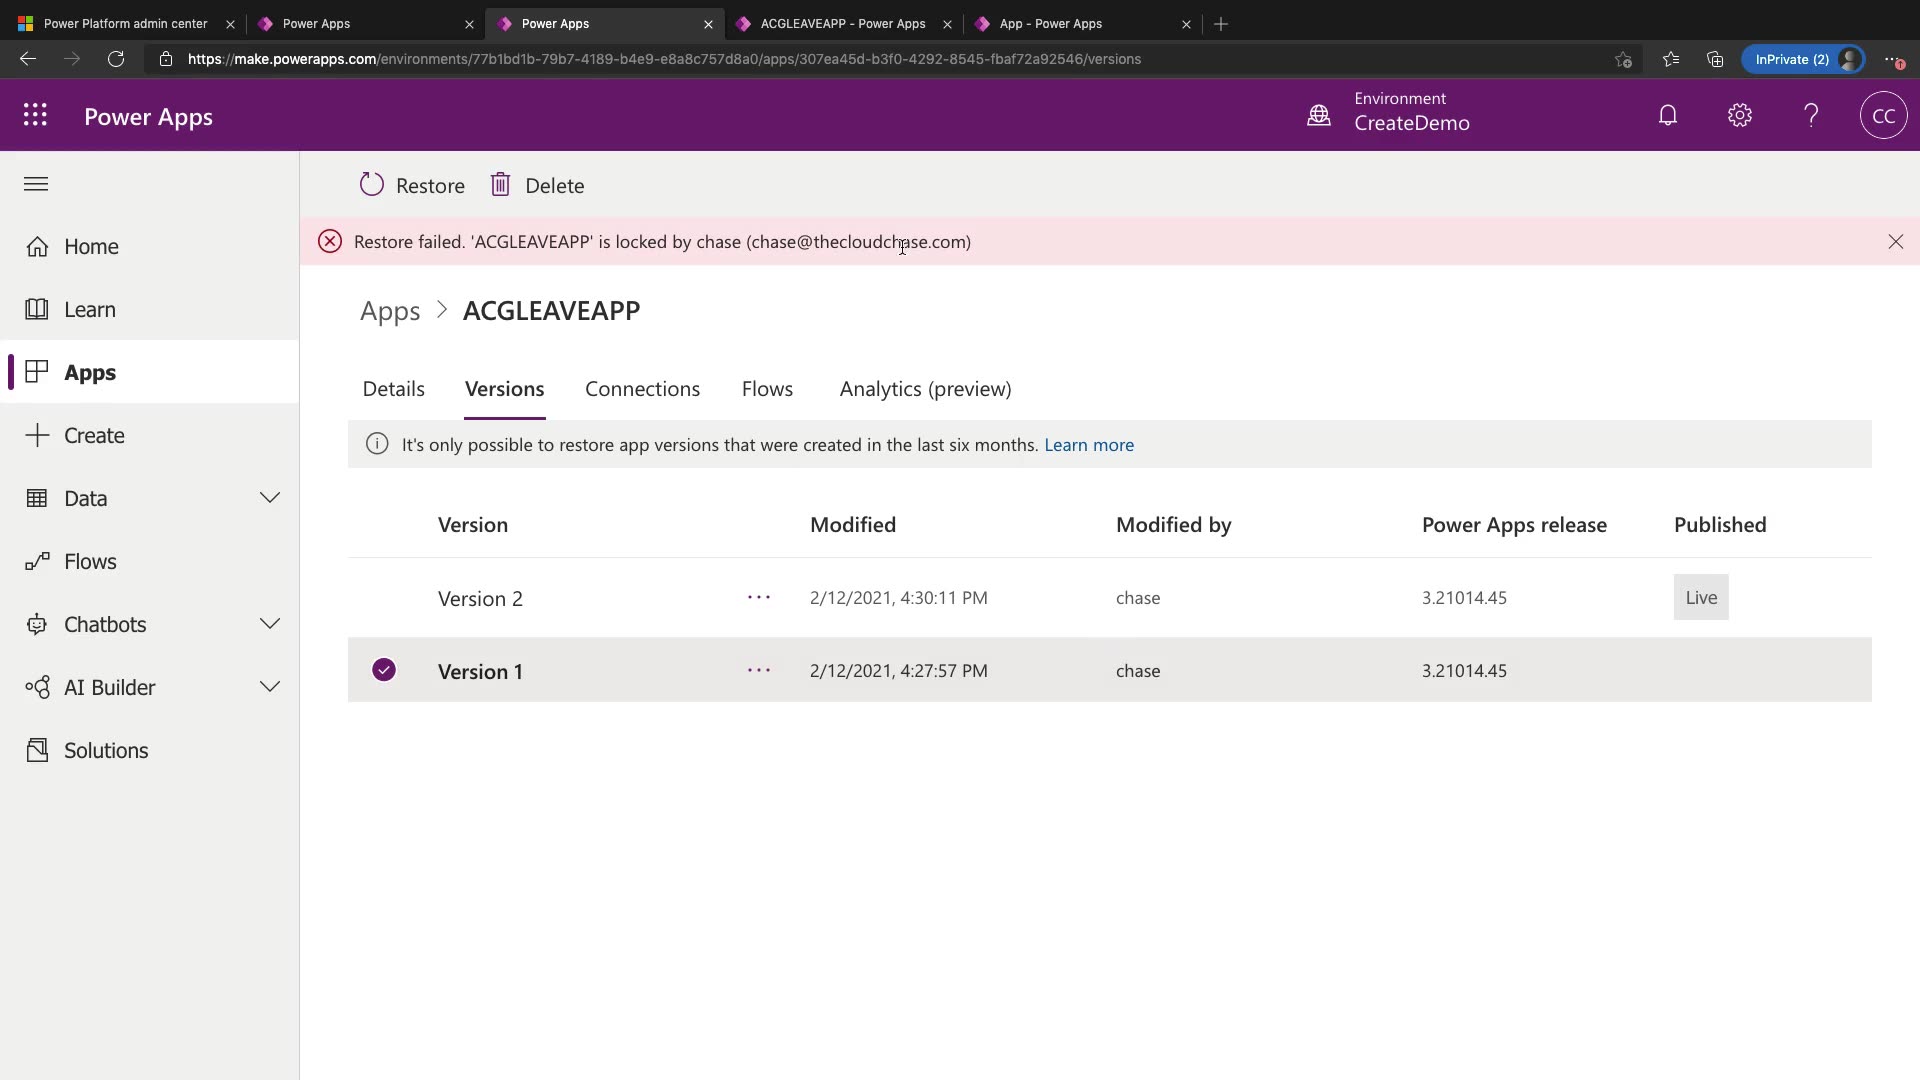 Power Platform admin center
Power Apps
Power Apps
ACGLEAVEAPP - Power Apps
App - Power Apps
https://make.powerapps.com/environments/77b1bd1b-79b7-4189-b4e9-e8a8c757d8a0/apps/307ea45d-b3f0-4292-8545-fbaf72a92546/versions
InPrivate (2)
Power Apps
Environment
CreateDemo
CC
Restore
Delete
Restore failed. 'ACGLEAVEAPP' is locked by chase (chase@thecloudchase.com)
Home
Learn
Apps
Create
Data
Flows
Chatbots
AI Builder
Solutions
Apps > ACGLEAVEAPP
Details
Versions
Connections
Flows
Analytics (preview)
It's only possible to restore app versions that were created in the last six months. Learn more
Version Modified Modified by Power Apps release Published
Version 2 ... 2/12/2021, 4:30:11 PM chase 3.21014.45 Live
Version 1 ... 2/12/2021, 4:27:57 PM chase 3.21014.45